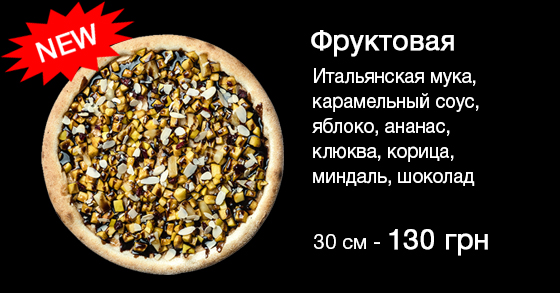 NEW
Фруктовая
Итальянская мука,
карамельный соус,
яблоко, ананас,
клюква, корица,
миндаль, шоколад
30 см - 130 грн